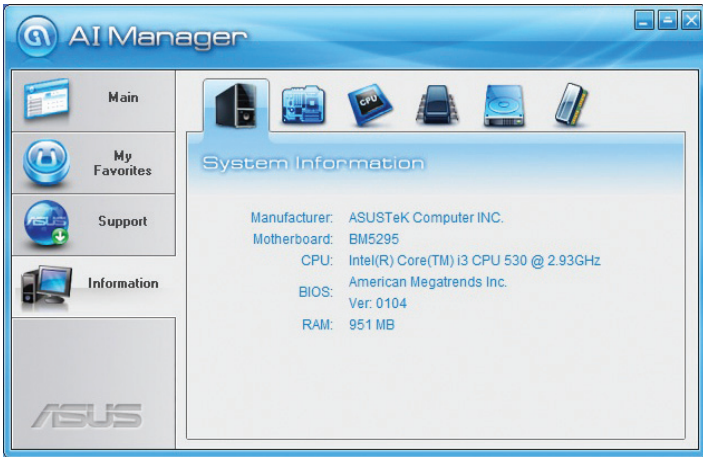 AI Manager
Main
My
Favorites
Support
Information
CPU
System Information
Manufacturer: ASUSTeK Computer INC.
Motherboard: BM5295
CPU: Intel(R) Core(TM) i3 CPU 530 @ 2.93GHz
BIOS: American Megatrends Inc.
Ver: 0104
RAM: 951 MB
ASUS
ASUS